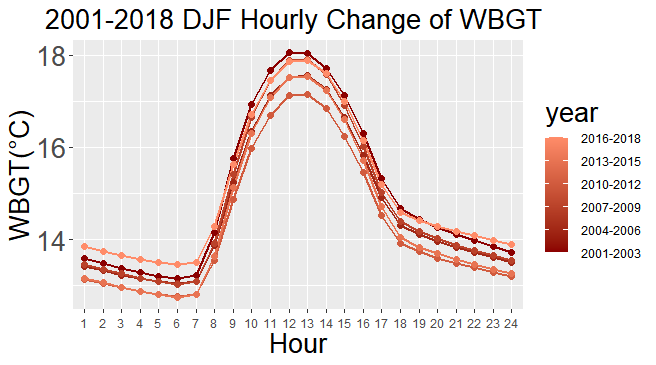 2001-2018 DJF Hourly Change of WBGT
WBGT(°C)
18
16
14
1 2 3 4 5 6 7 8 9 10 11 12 13 14 15 16 17 18 19 20 21 22 23 24
Hour
year
2016-2018
2013-2015
2010-2012
2007-2009
2004-2006
2001-2003